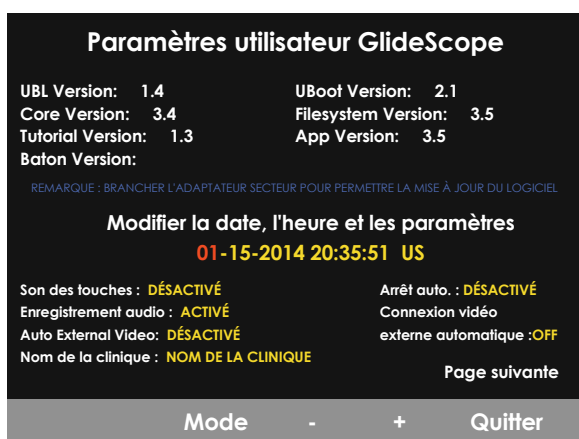 Paramètres utilisateur GlideScope
UBL Version: 1.4
UBoot Version: 2.1
Core Version: 3.4
Filesystem Version: 3.5
Tutorial Version: 1.3
App Version: 3.5
Baton Version:
REMARQUE : BRANCHER L'ADAPTATEUR SECTEUR POUR PERMETTRE LA MISE À JOUR DU LOGICIEL
Modifier la date, l'heure et les paramètres
01-15-2014 20:35:51 US
Son des touches : DÉSACTIVÉ
Enregistrement audio : ACTIVÉ
Auto External Video: DÉSACTIVÉ
Nom de la clinique : NOM DE LA CLINIQUE
Arrêt auto. : DÉSACTIVÉ
Connexion vidéo
externe automatique :OFF
Page suivante
Mode - + Quitter